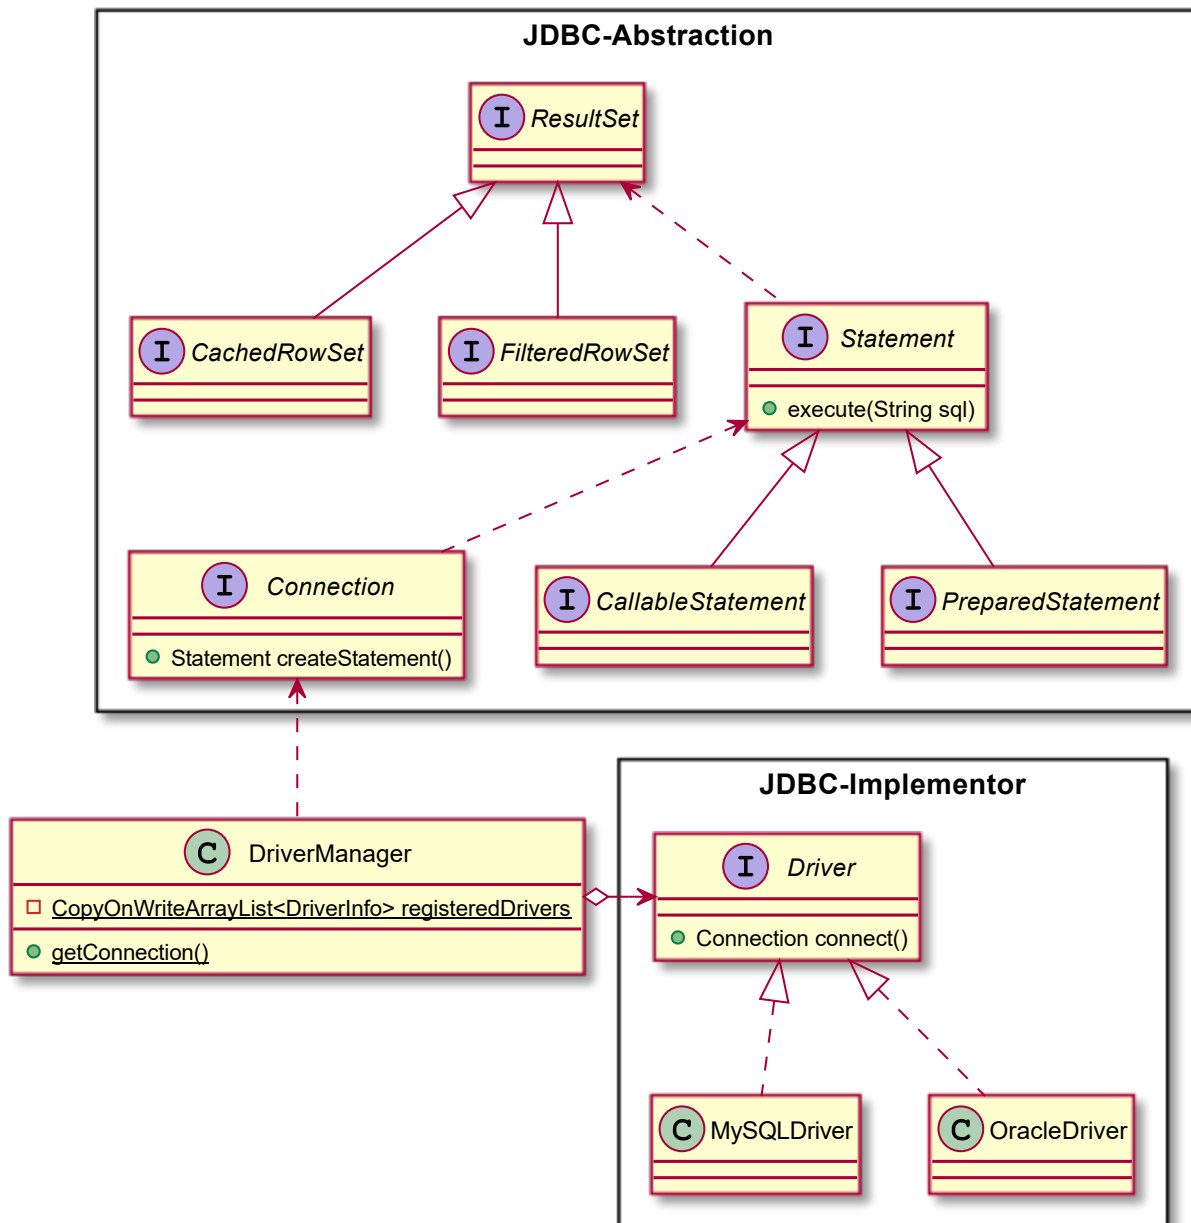 JDBC-Abstraction
I ResultSet
I CachedRowSet
I FilteredRowSet
I Statement
execute(String sql)
I Connection
Statement createStatement()
I CallableStatement
I PreparedStatement
JDBC-Implementor
C DriverManager
CopyOnWriteArrayList<DriverInfo> registeredDrivers
getConnection()
I Driver
Connection connect()
C MySQLDriver
C OracleDriver